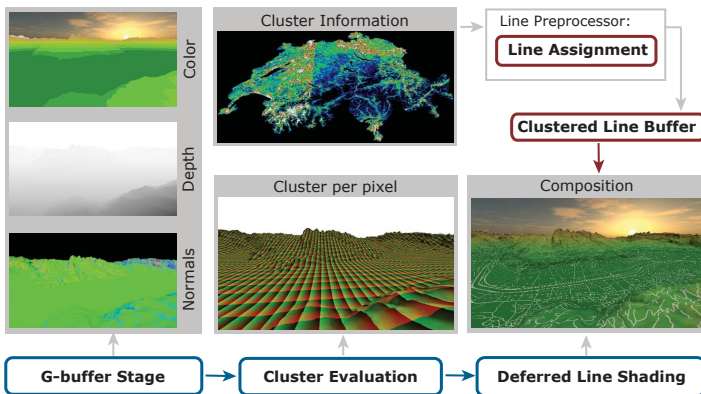 Color
Depth
Normals
Cluster Information
Line Preprocessor:
Line Assignment
Clustered Line Buffer
Cluster per pixel
Composition
G-buffer Stage
Cluster Evaluation
Deferred Line Shading